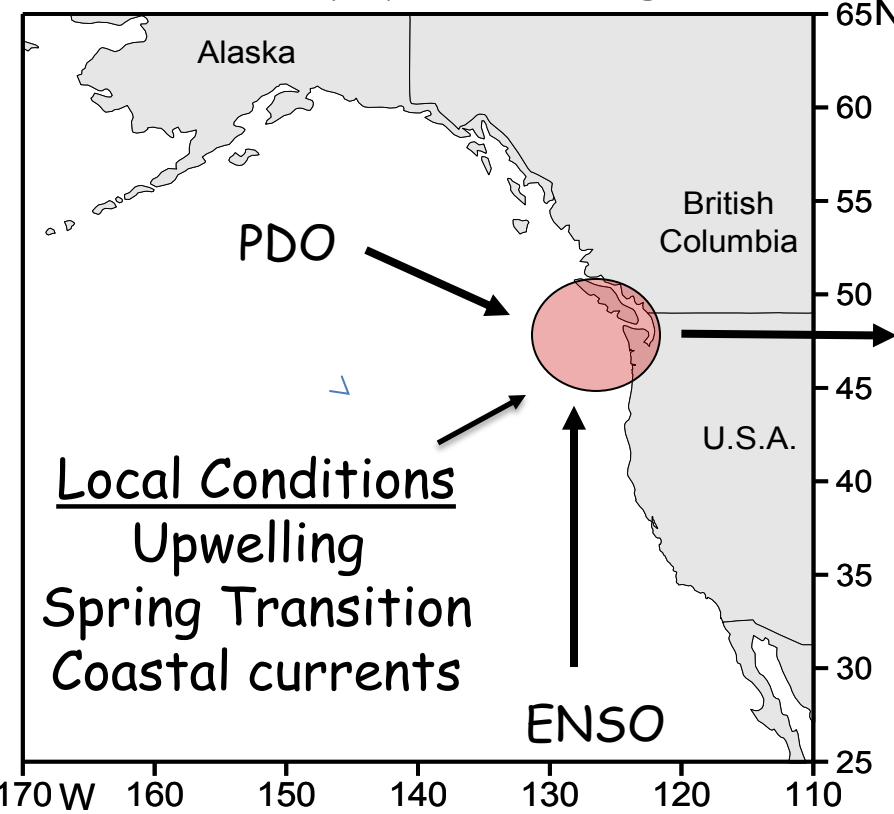 Alaska
65N
60
55
British
Columbia
PDO
50
45
U.S.A.
Local Conditions
Upwelling
Spring Transition
Coastal currents
40
35
30
ENSO
25
170 W 160 150 140 130 120 110